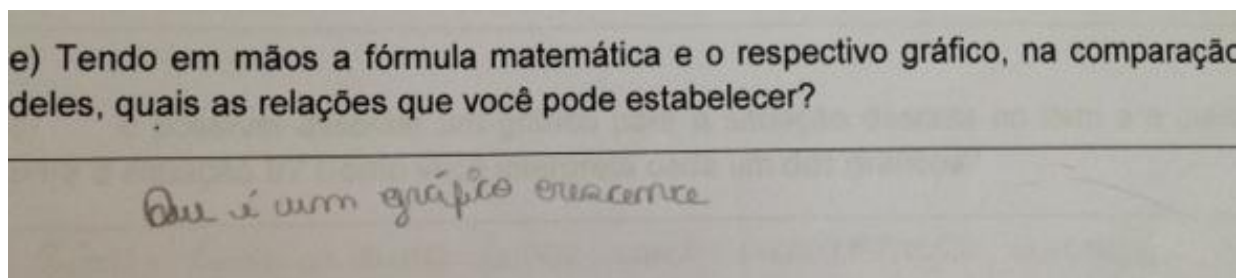 e) Tendo em mãos a fórmula matemática e o respectivo gráfico, na comparação
deles, quais as relações que você pode estabelecer?
Que é um gráfico crescente